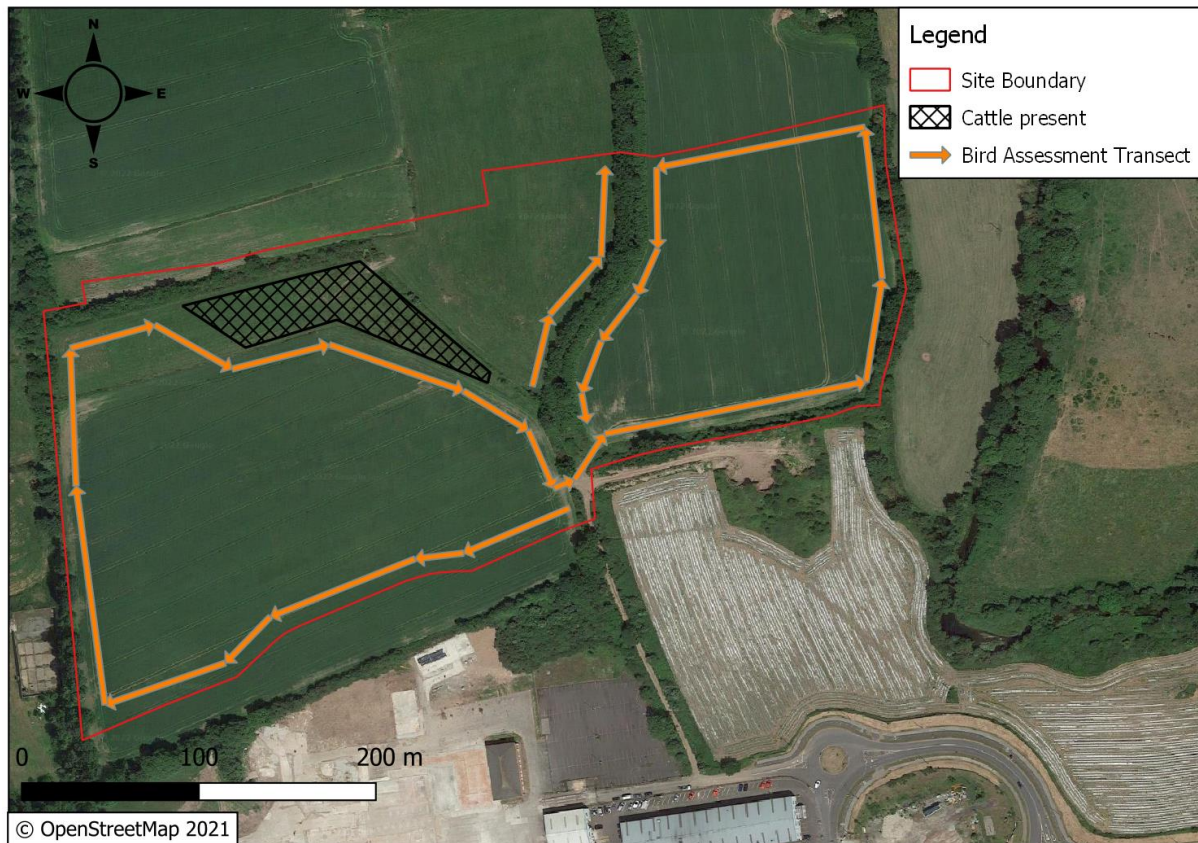 N
W E
S
Legend
Site Boundary
Cattle present
Bird Assessment Transect
0 100 200 m
© OpenStreetMap 2021